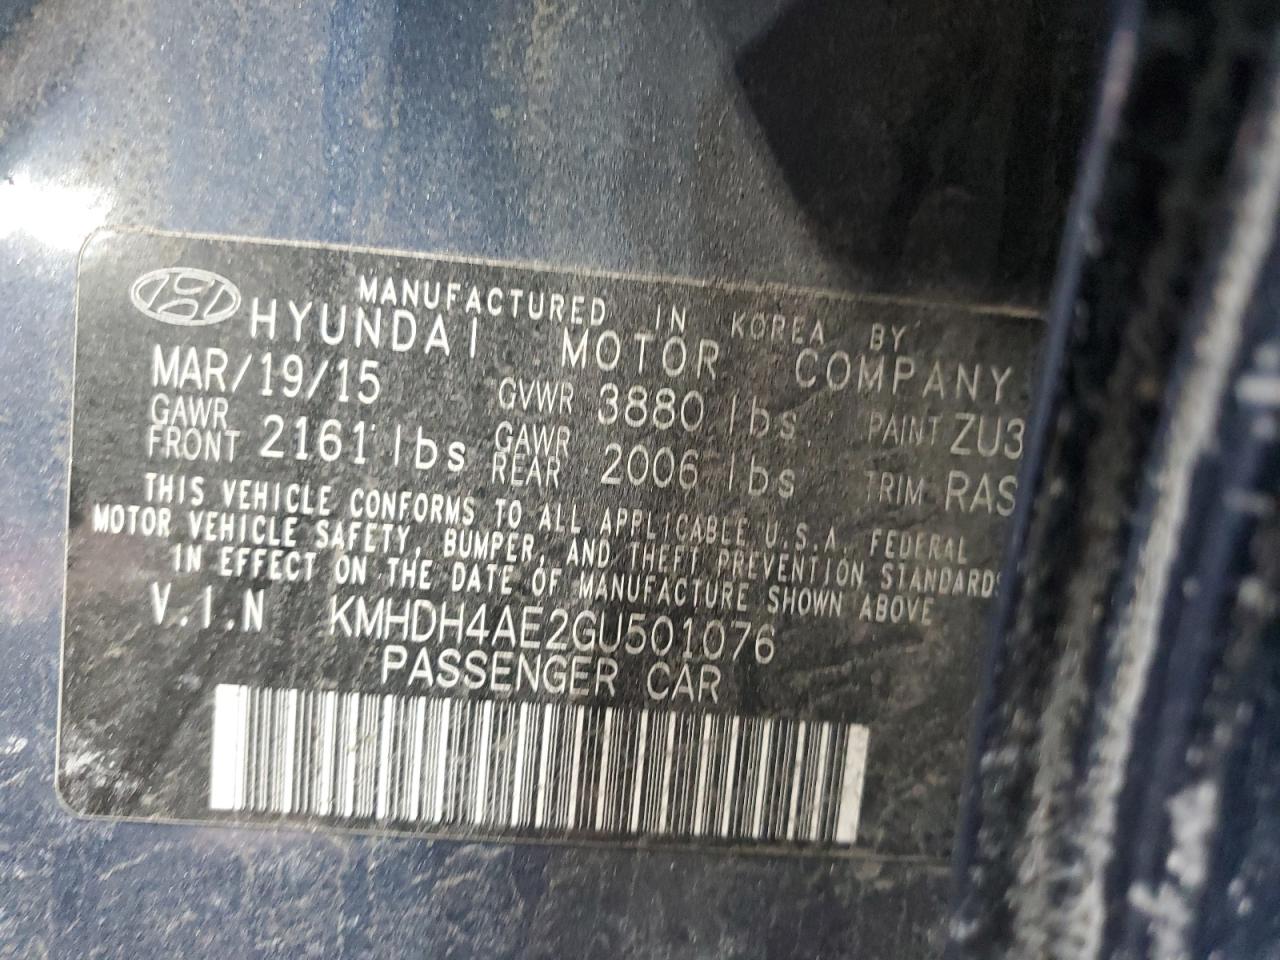 MANUFACTURED IN KOREA BY
HYUNDAI MOTOR COMPANY
MAR/19/15 GVWR 3880 lbs PAINT ZU3
GAWR FRONT 2161 lbs GAWR REAR 2006 lbs TRIM RAS
THIS VEHICLE CONFORMS TO ALL APPLICABLE U.S.A. FEDERAL
MOTOR VEHICLE SAFETY, BUMPER, AND THEFT PREVENTION STANDARDS
IN EFFECT ON THE DATE OF MANUFACTURE SHOWN ABOVE
V.I.N KMHDH4AE2GU501076
PASSENGER CAR